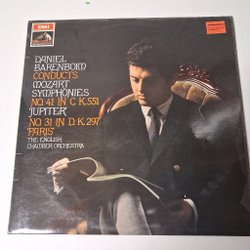 EMI
DANIEL
BARENBOIM
CONDUCTS
MOZART
SYMPHONIES
NO. 41 IN C K.551
'JUPITER'
NO. 31 IN D. K.297
'PARIS'
THE ENGLISH
CHAMBER ORCHESTRA